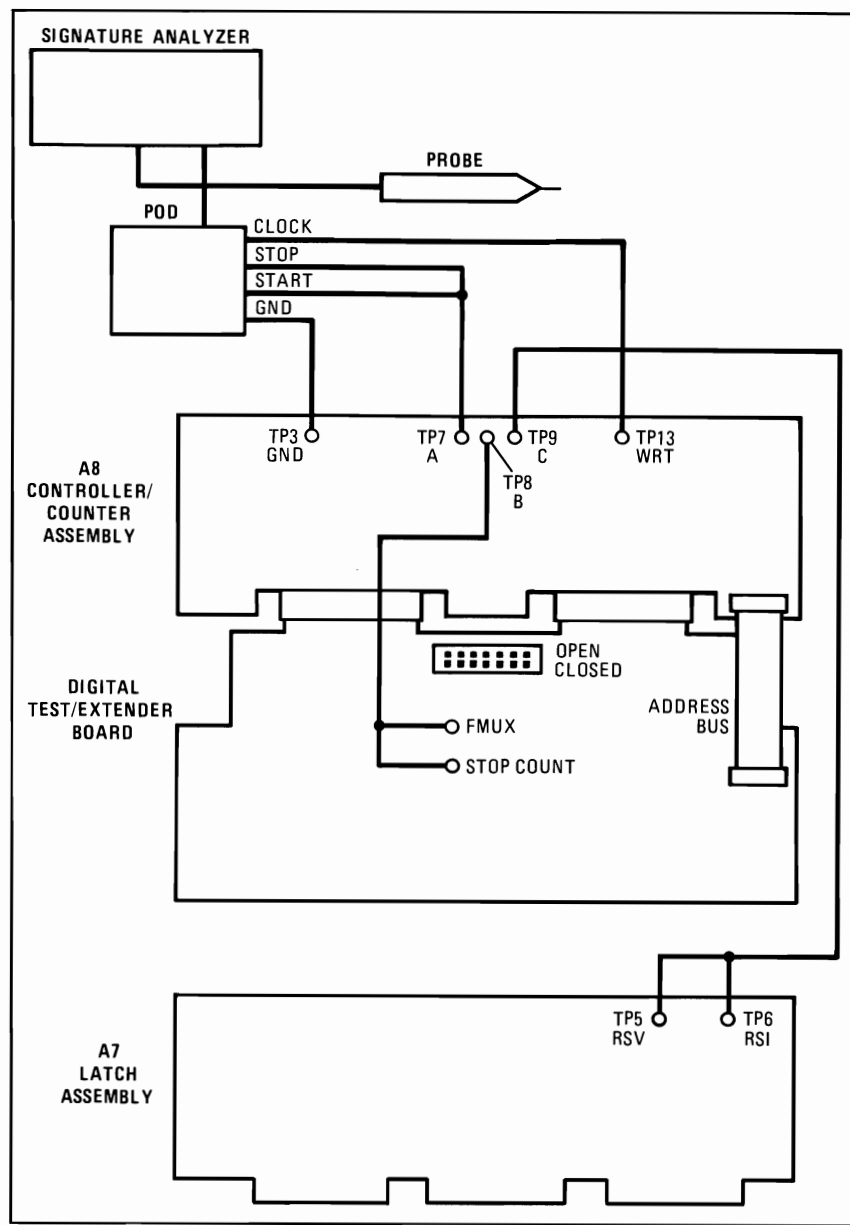 SIGNATURE ANALYZER
PROBE
POD
CLOCK
STOP
START
GND
TP3
GND
TP7
A
TP8
B
TP9
C
TP13
WRT
A8
CONTROLLER/
COUNTER
ASSEMBLY
OPEN
CLOSED
DIGITAL
TEST/EXTENDER
BOARD
ADDRESS
BUS
FMUX
STOP COUNT
TP5
RSV
TP6
RSI
A7
LATCH
ASSEMBLY